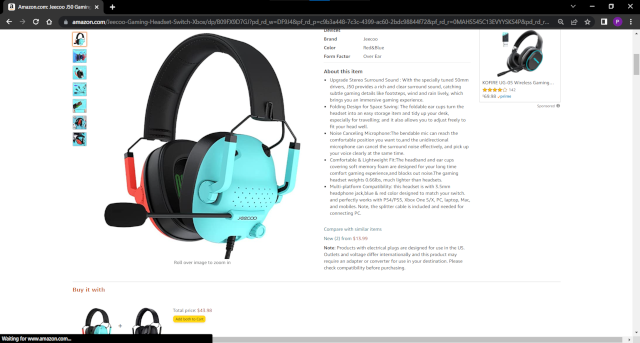 Amazon.com: Jeecoo J50 Gaming
amazon.com/Jeecoo-Gaming-Headset-Switch-Xbox/dp/
Devices
Brand Jeecoo
Color Red&Blue
Form Factor Over Ear
About this item
Upgrade Stereo Surround Sound : With the specially tuned 50mm
drivers, J50 provides a rich and clear surround sound, catching
subtle gaming details like footsteps, wind and rain lively, which
brings you an immersive gaming experience.
Folding Design for Space Saving: The foldable ear cups turn the
headset into an easy storage item and tidy up your desk,
especially for travelling, and it also allows you to adjust freely to
fit your head well.
Noise Canceling Microphone:The bendable mic can reach the
comfortable position you want to,and the unidirectional
microphone can cancel the surround noise effectively, and pick up
your voice clearly at the same time.
Comfortable & Lightweight Fit:The headband and ear cups
covering soft memory foam are designed for your long time
comfort gaming experience,and blocks out noise.The gaming
headset weighs 0.66lbs, much lighter than headsets.
Multi-platform Compatibility: this headset is with 3.5mm
headphone jack,blue & red color designed to match your switch,
and perfectly works with PS4/PS5, Xbox One S/X, PC, laptop, Mac,
and mobiles. Note, the splitter cable is included and needed for
connecting PC.
Compare with similar items
New (2) from $15.99
Note: Products with electrical plugs are designed for use in the US.
Outlets and voltage differ internationally and this product may
require an adapter or converter for use in your destination. Please
check compatibility before purchasing.
JEECOO
Roll over image to zoom in
KOFIRE UG-05 Wireless Gaming...
Sponsored
Buy it with
Total price
Add both to Cart
Waiting for www.amazon.com...